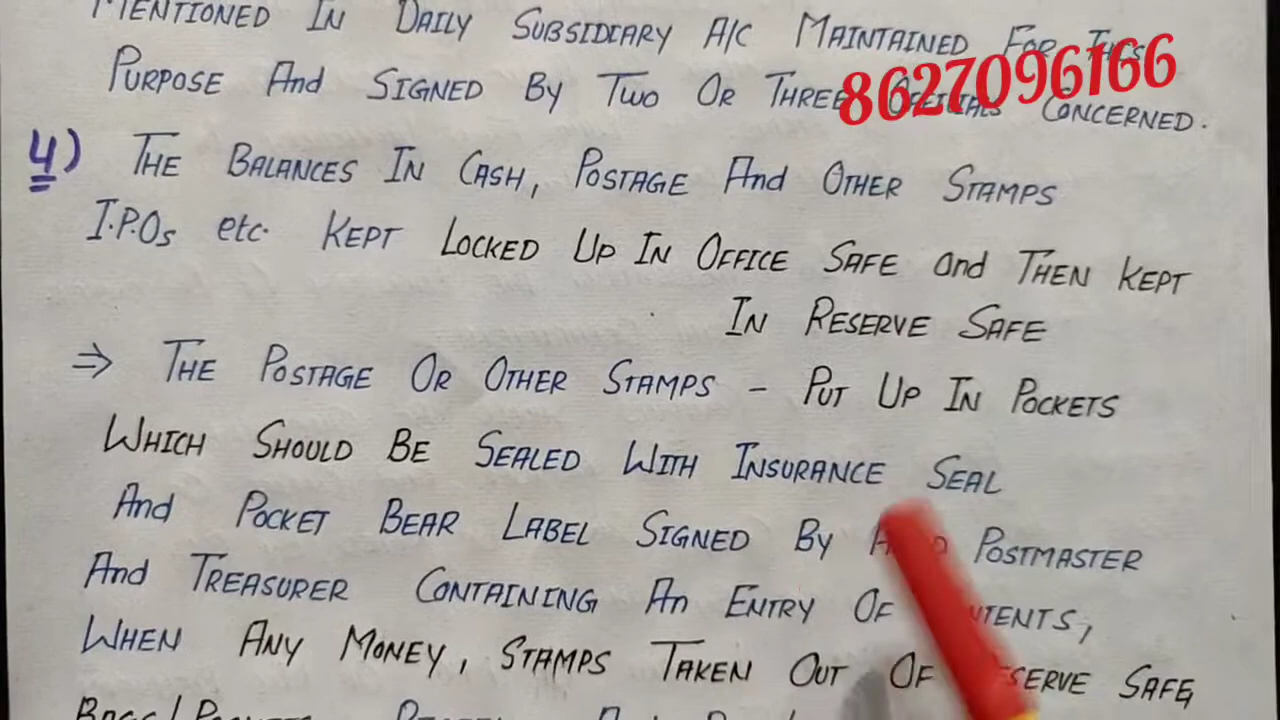 MENTIONED IN DAILY SUBSIDIARY A/C MAINTAINED FOR THIS
8627096166
PURPOSE And SIGNED BY TWO OR THREE OFFICIALS CONCERNED.
4) THE BALANCES IN CASH, POSTAGE And OTHER STAMPS
I.P.Os etc. KEPT LOCKED UP IN OFFICE SAFE and THEN KEPT
IN RESERVE SAFE
⇒ THE POSTAGE OR OTHER STAMPS - PUT UP IN POCKETS
WHICH SHOULD BE SEALED WITH INSURANCE SEAL
And POCKET BEAR LABEL SIGNED BY POSTMASTER
And TREASURER CONTAINING An ENTRY OF CONTENTS,
WHEN ANY MONEY, STAMPS TAKEN OUT OF RESERVE SAFE,